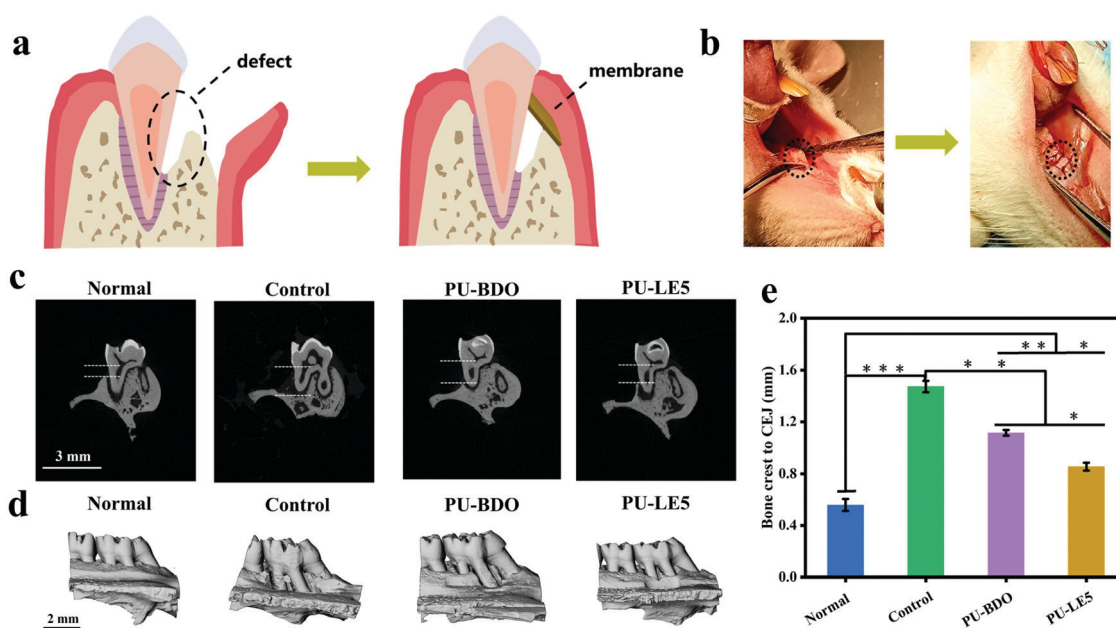 a
defect
membrane
b
c
Normal
Control
PU-BDO
PU-LE5
3 mm
d
Normal
Control
PU-BDO
PU-LE5
2 mm
e
Bone crest to CEJ (mm)
2.0
1.6
1.2
0.8
0.4
0.0
* * *
* *
* *
*
*
Normal
Control
PU-BDO
PU-LE5